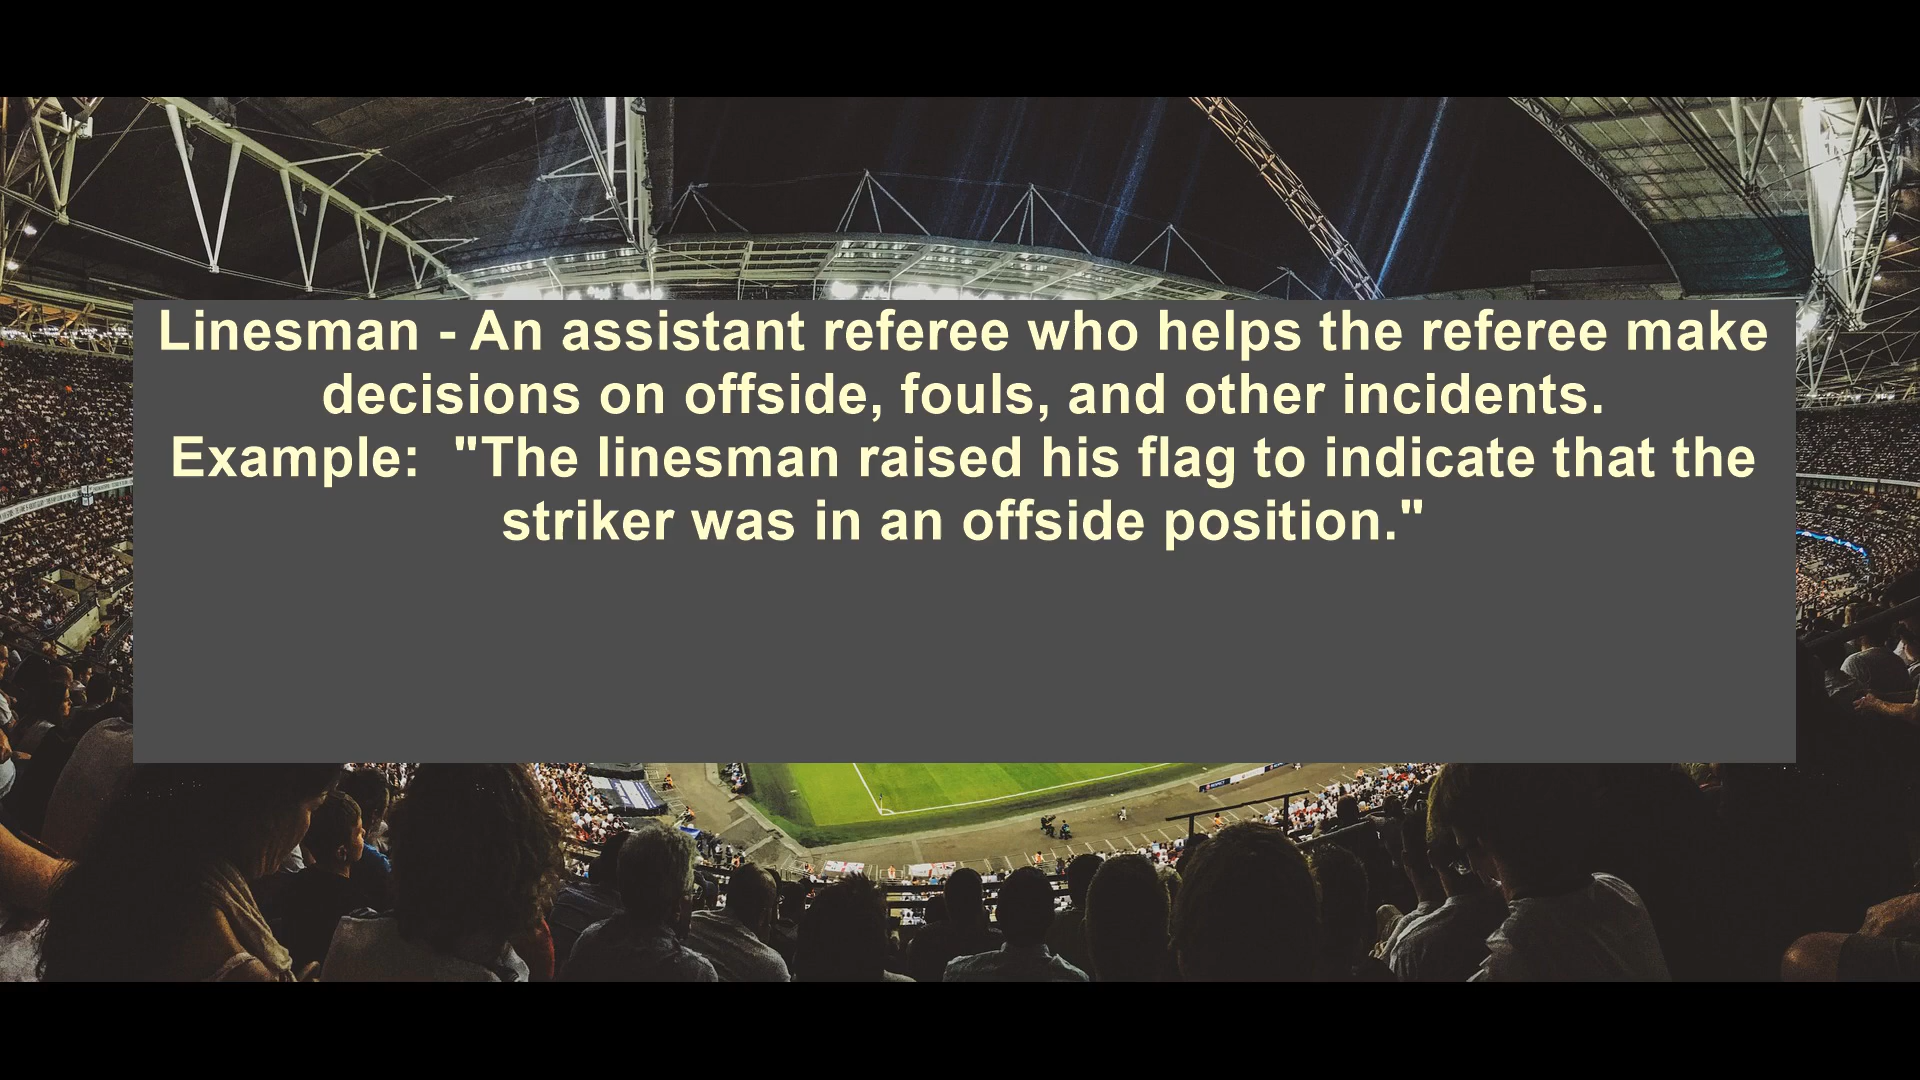 Linesman - An assistant referee who helps the referee make
decisions on offside, fouls, and other incidents.
Example:  "The linesman raised his flag to indicate that the
striker was in an offside position."